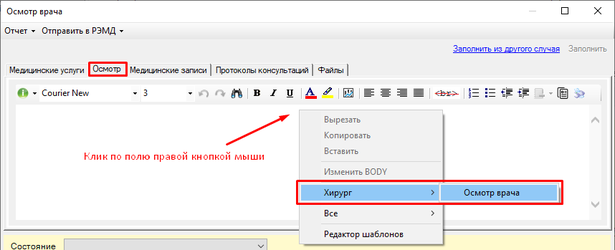 Осмотр врача
Отчет Отправить в РЭМД
Заполнить из другого случая Заполнить
Медицинские услуги Осмотр Медицинские записи Протоколы консультаций Файлы
Courier New 3 B I U A <br>
Вырезать
Клик по полю правой кнопкой мыши
Копировать
Вставить
Изменить BODY
Хирург Осмотр врача
Все
Редактор шаблонов
Состояние